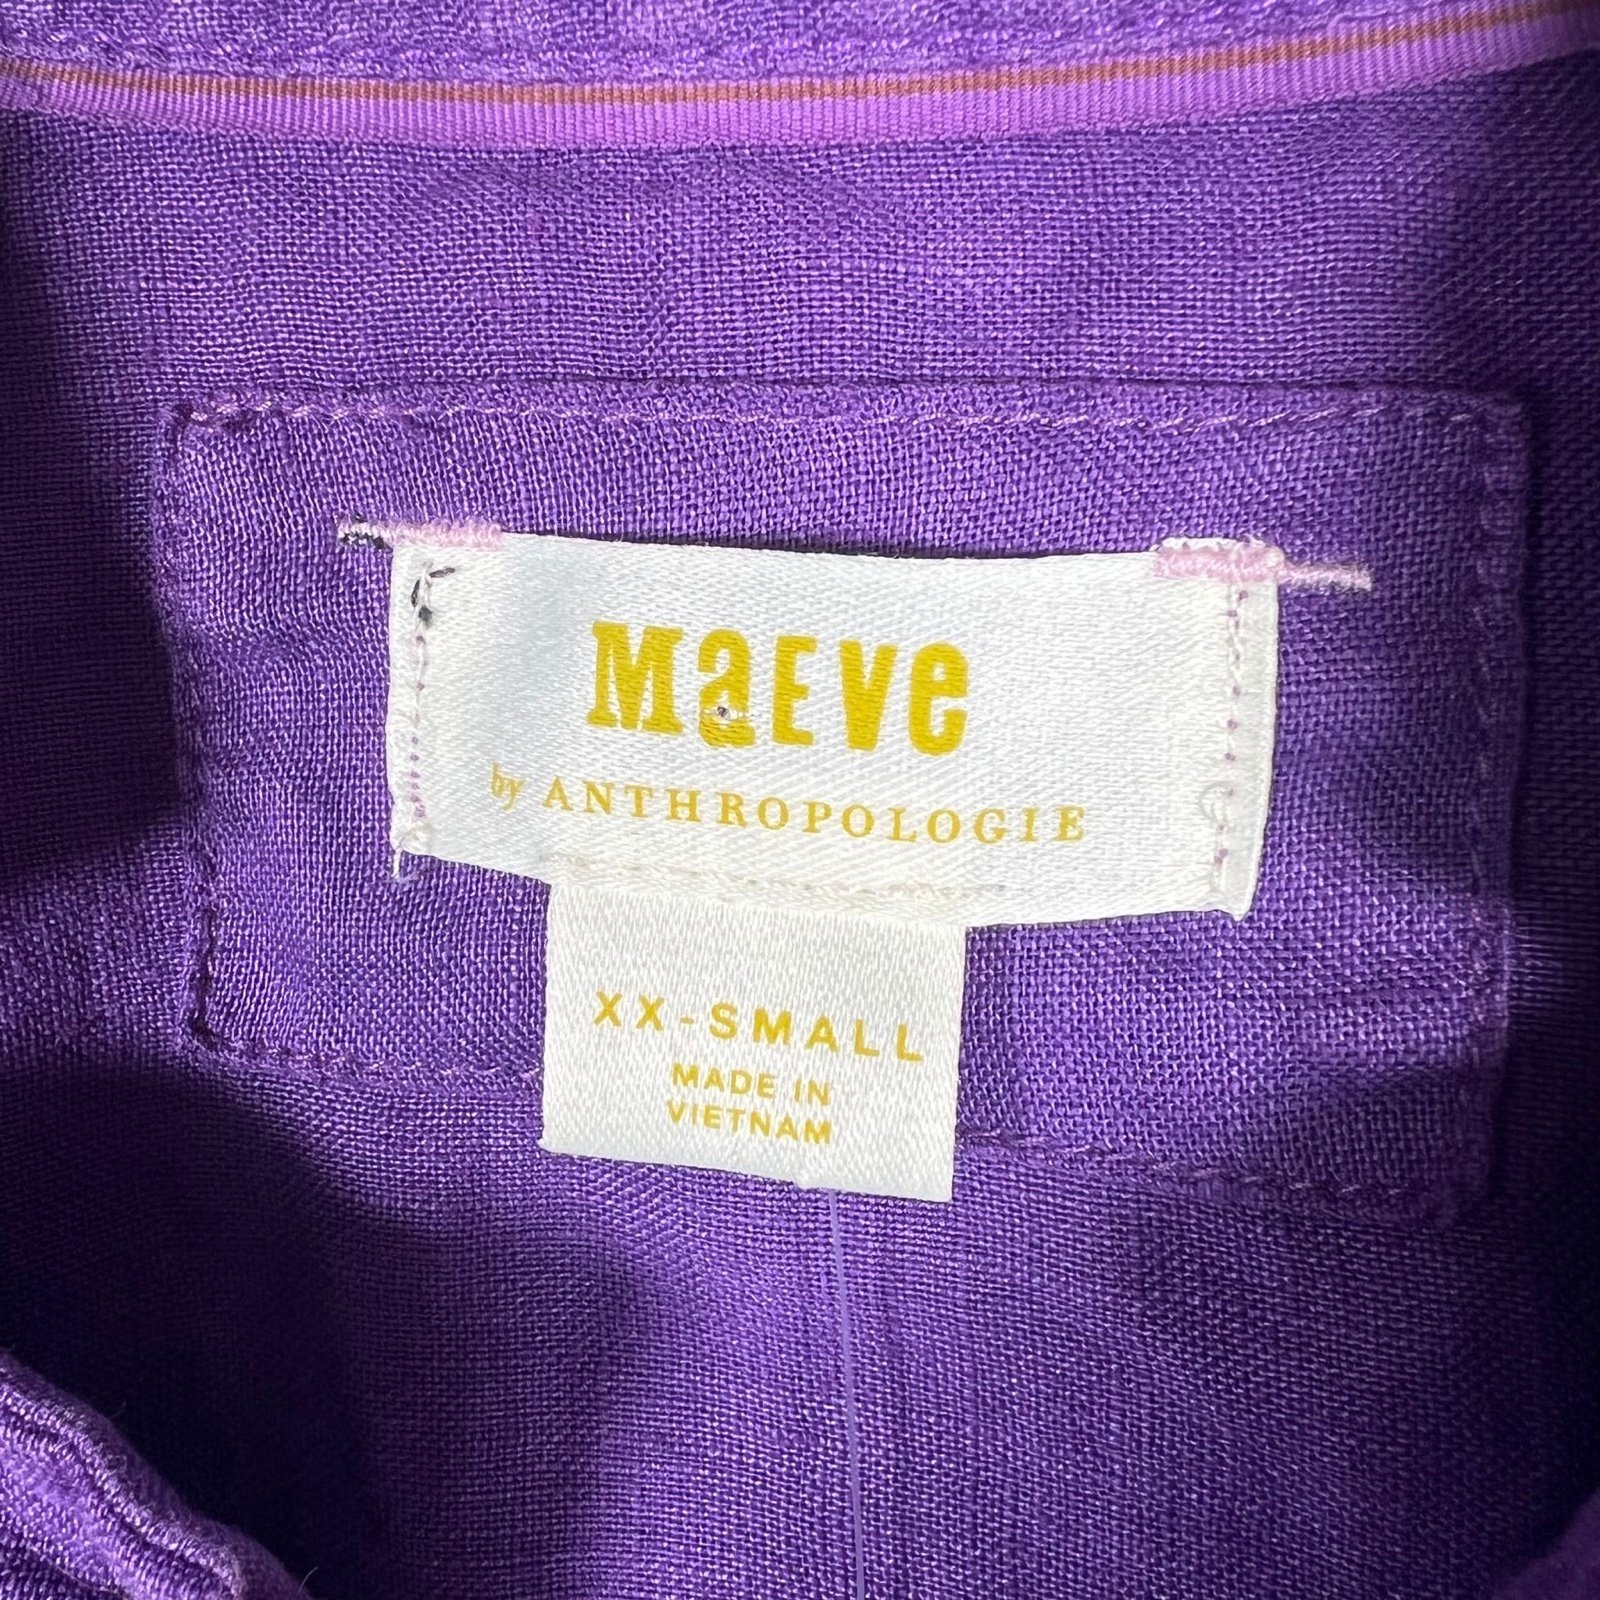 MaEVe
by ANTHROPOLOGIE
XX-SMALL
MADE IN
VIETNAM